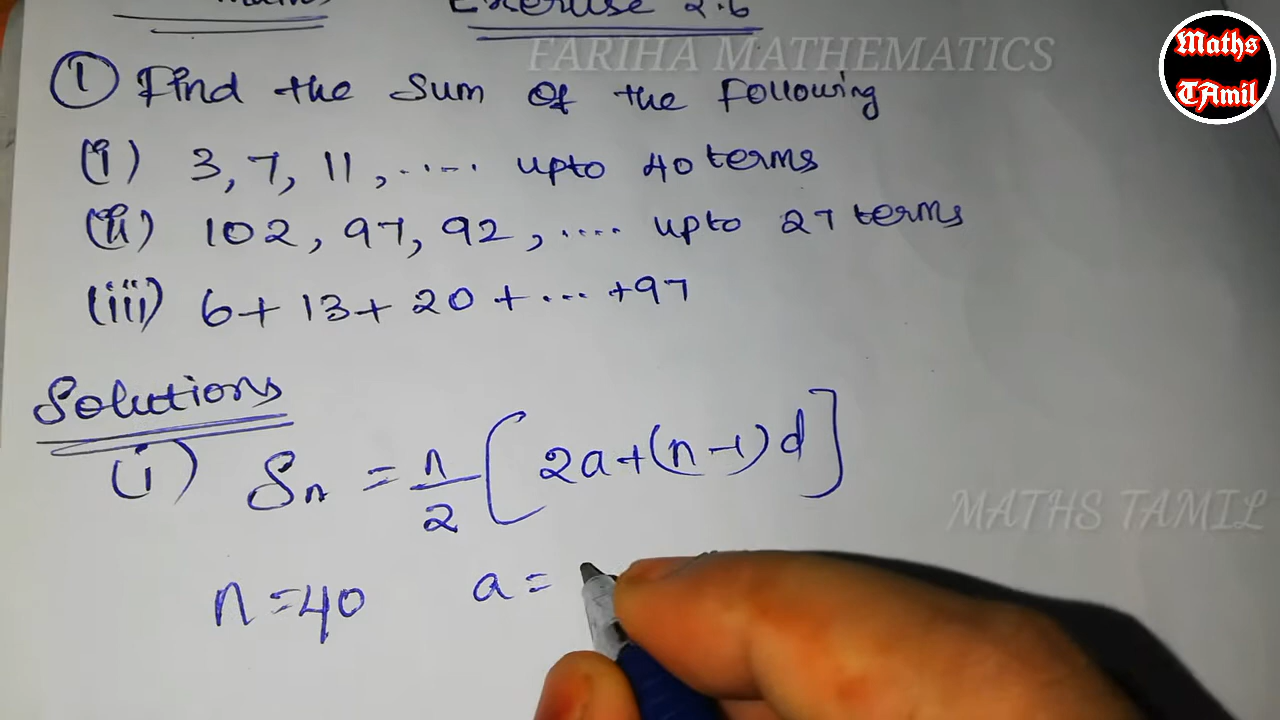 Exercise 2.6
FARIHA MATHEMATICS
Maths
TAmil
① Find the Sum of the following
(i) 3, 7, 11, ..... upto 40 terms
(ii) 102, 97, 92, .... upto 27 terms
(iii) 6 + 13 + 20 + ... + 97
Solutions
(i) Sn = n/2 [2a+(n-1)d]
MATHS TAMIL
n = 40 a =